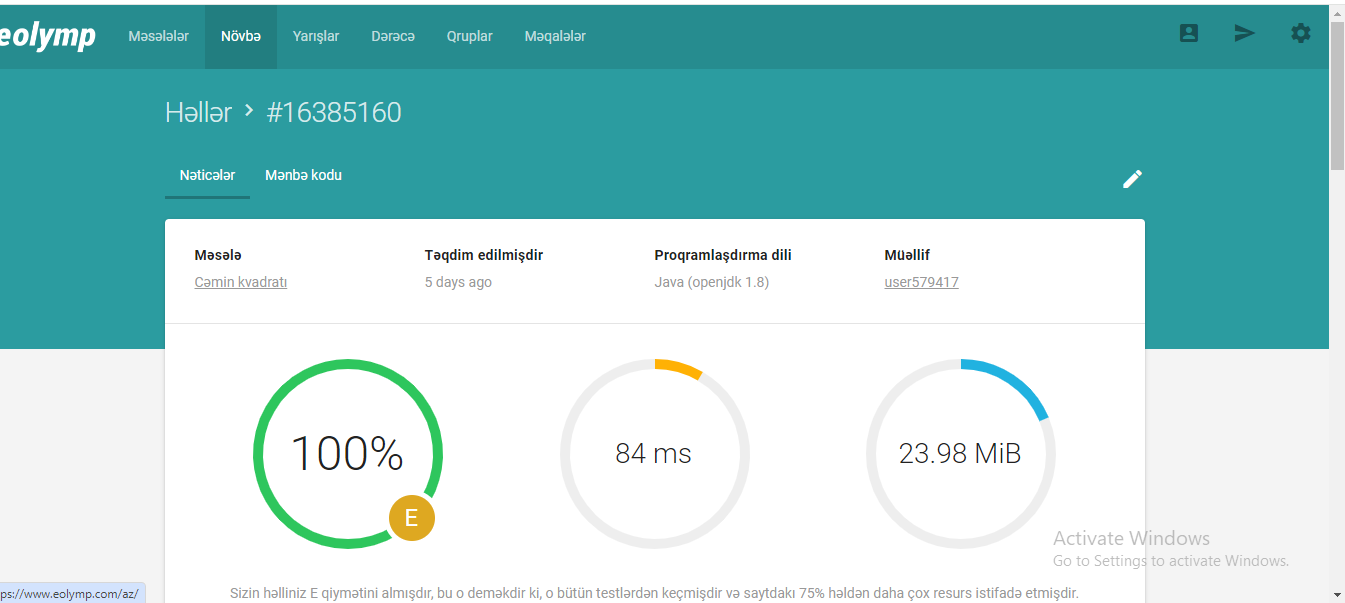 eolymp Məsələlər Növbə Yarışlar Dərəcə Qruplar Məqalələr
Həllər > #16385160
Nəticələr Mənbə kodu
Məsələ Təqdim edilmişdir Proqramlaşdırma dili Müəllif
Cəmin kvadratı 5 days ago Java (openjdk 1.8) user579417
100% 84 ms 23.98 MiB
E
Activate Windows
Go to Settings to activate Windows.
Sizin həlliniz E qiymətini almışdır, bu o deməkdir ki, o bütün testlərdən keçmişdir və saytdakı 75% həldən daha çox resurs istifadə etmişdir.
ps://www.eolymp.com/az/